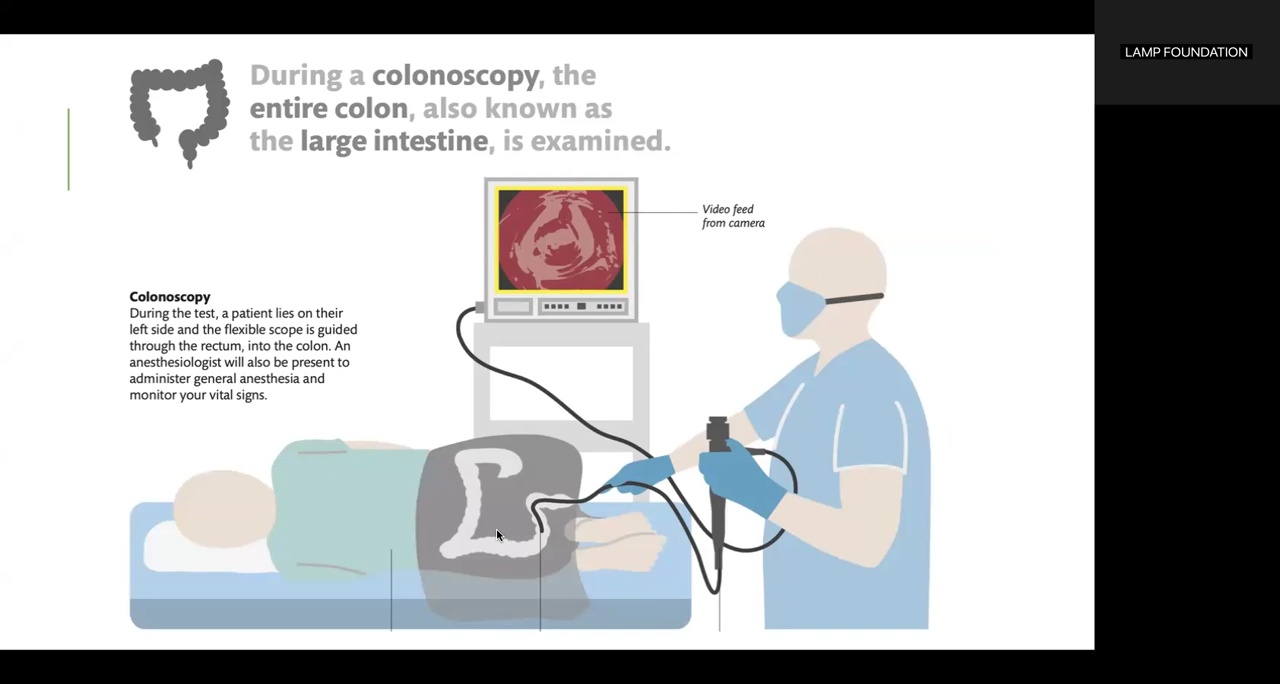 During a colonoscopy, the
entire colon, also known as
the large intestine, is examined.
Video feed
from camera
Colonoscopy
During the test, a patient lies on their
left side and the flexible scope is guided
through the rectum, into the colon. An
anesthesiologist will also be present to
administer general anesthesia and
monitor your vital signs.
LAMP FOUNDATION